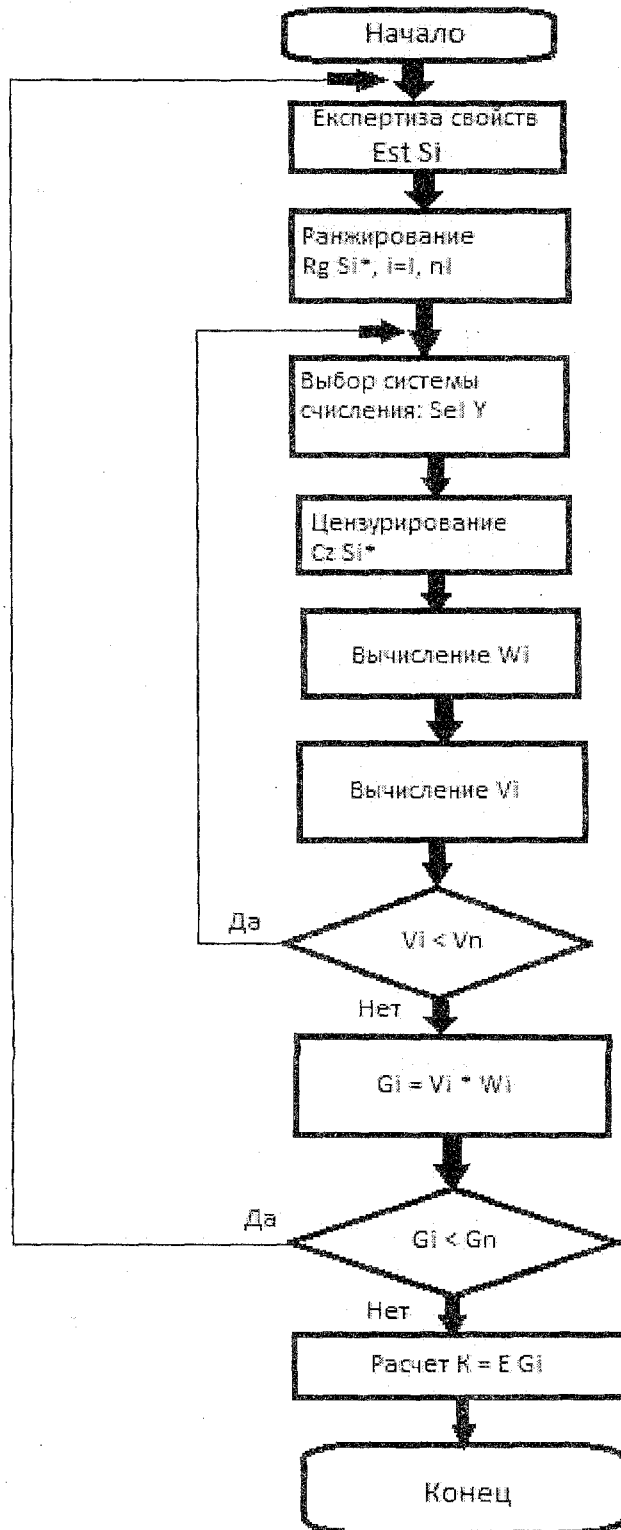 Начало
Експертиза свойств
Est Si
Ранжирование
Rg Si*, i=I, nI
Выбор системы
счисления: Sel Y
Цензурирование
Cz Si*
Вычисление Wi
Вычисление Vi
Vi < Vn
Да
Нет
Gi = Vi * Wi
Gi < Gn
Да
Нет
Расчет K = E Gi
Конец